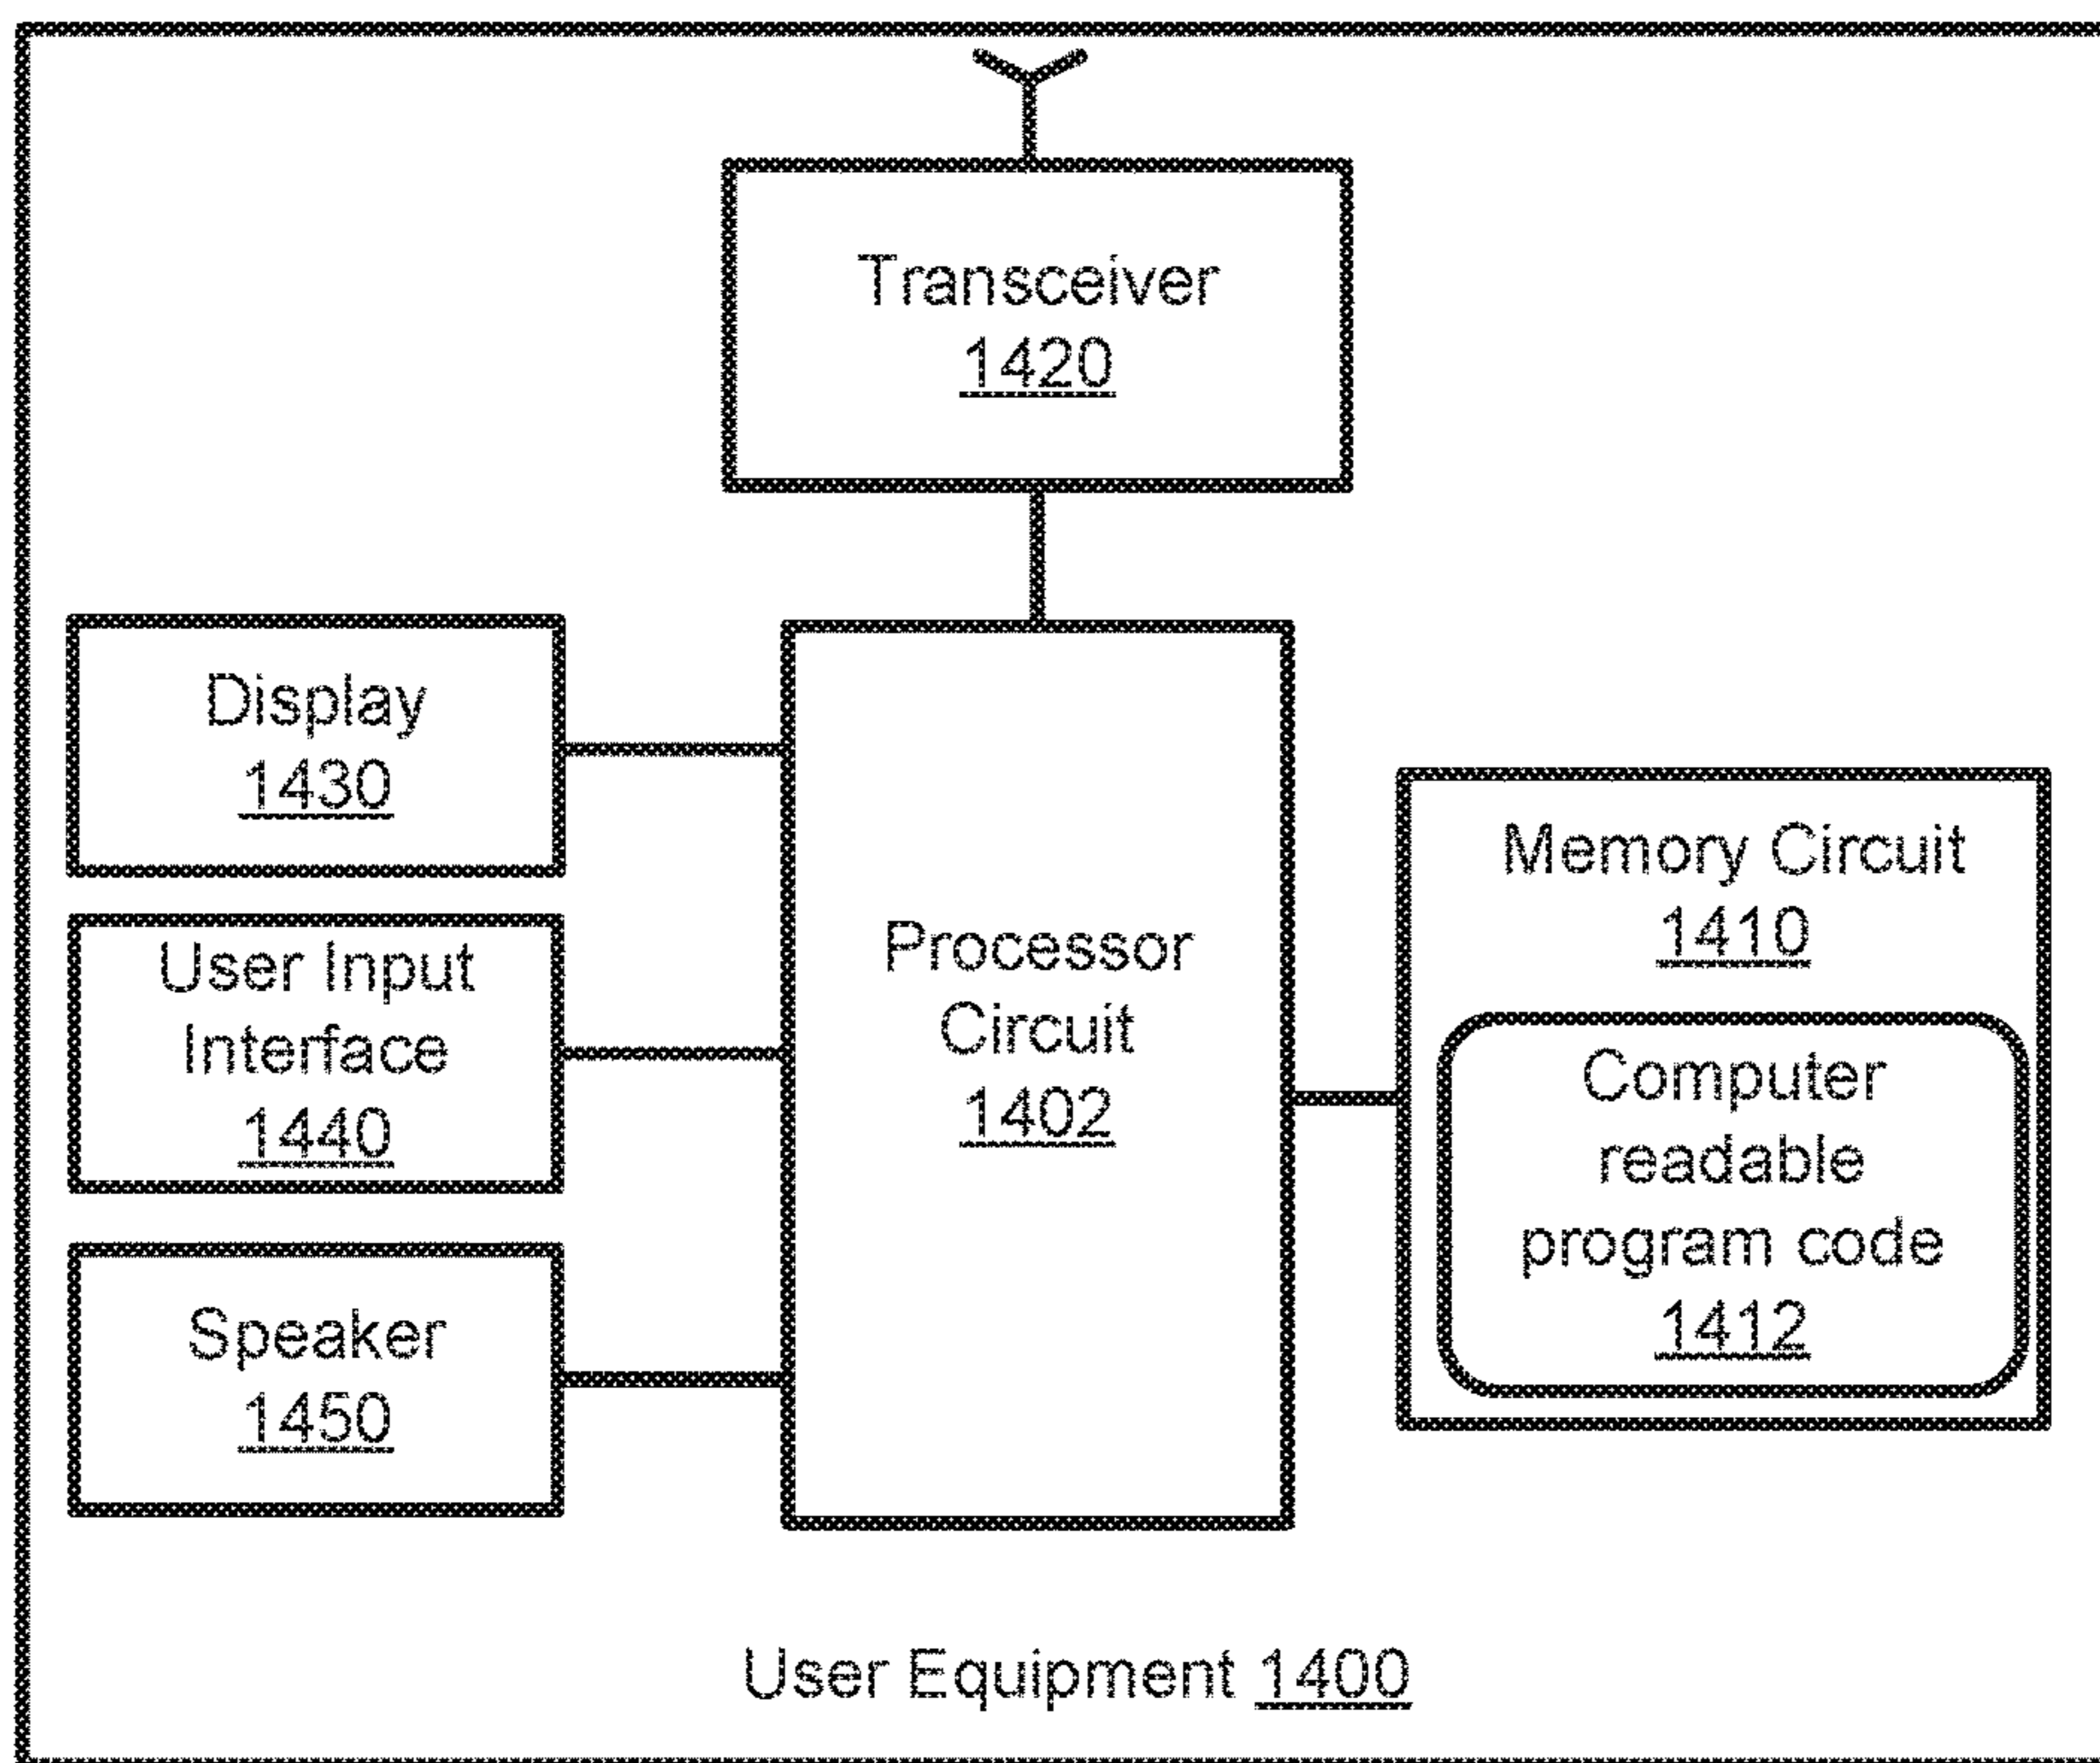 Transceiver
1420
Display
1430
User Input
Interface
1440
Speaker
1450
Processor
Circuit
1402
Memory Circuit
1410
Computer
readable
program code
1412
User Equipment 1400